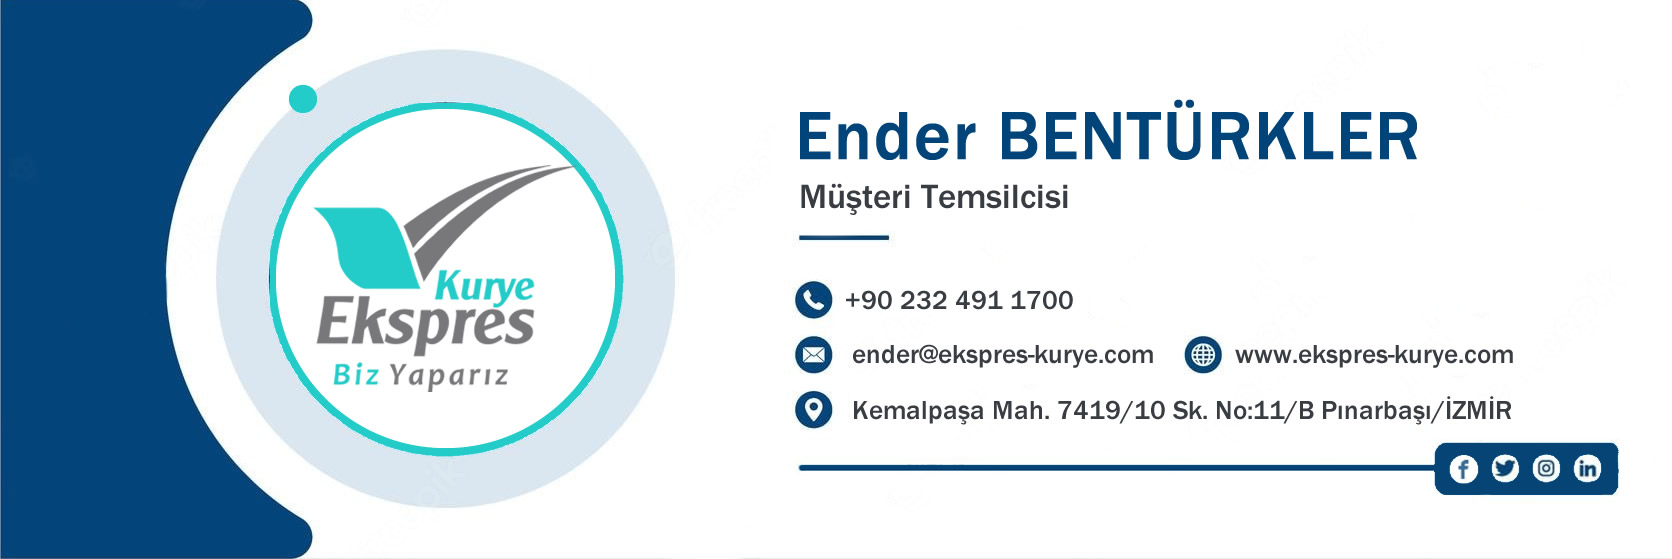 Kurye
Ekspres
Biz Yaparız
Ender BENTÜRKLER
Müşteri Temsilcisi
+90 232 491 1700
ender@ekspres-kurye.com www.ekspres-kurye.com
Kemalpaşa Mah. 7419/10 Sk. No:11/B Pınarbaşı/İZMİR